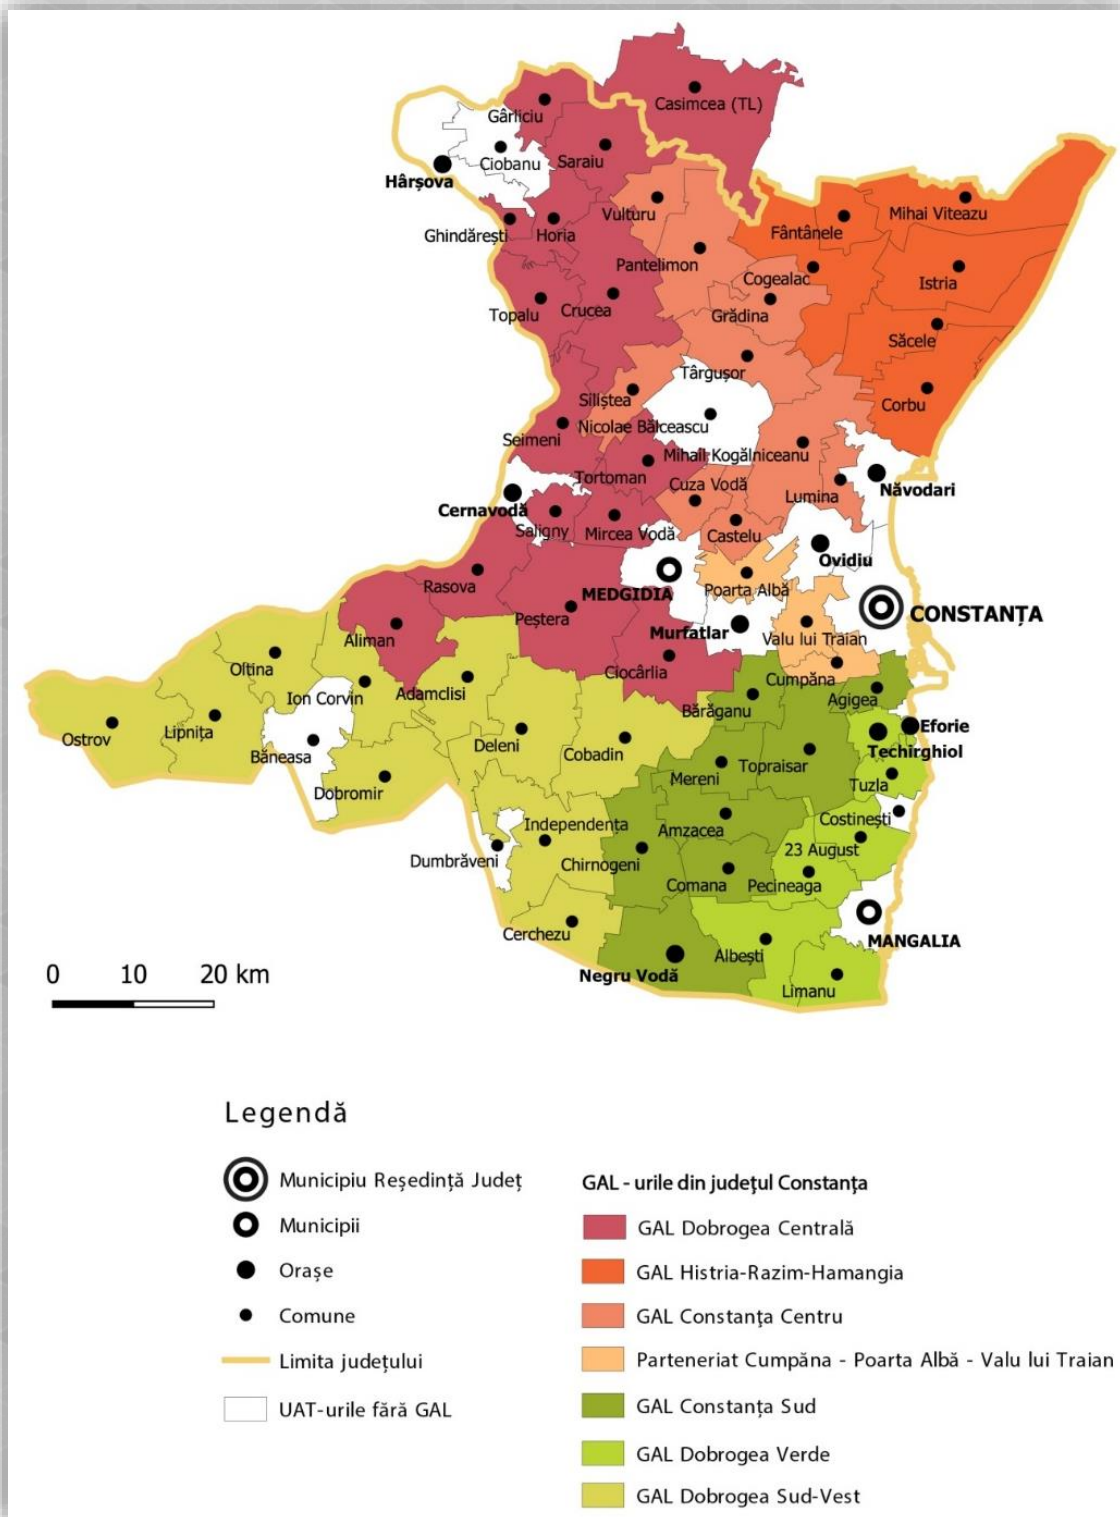 Casimcea (TL)
Gârliciu
Ciobanu
Saraiu
Hârșova
Vulturu
Mihai Viteazu
Ghindărești
Horia
Fântânele
Pantelimon
Cogealac
Istria
Topalu
Crucea
Grădina
Săcele
Târgușor
Siliștea
Corbu
Nicolae Bălcescu
Seimeni
Mihail Kogălniceanu
Tortoman
Cuza Vodă
Lumina
Năvodari
Cernavodă
Saligny
Mircea Vodă
Castelu
Ovidiu
Rasova
MEDGIDIA
Poarta Albă
Peștera
CONSTANȚA
Aliman
Murfatlar
Valu lui Traian
Oltina
Ciocârlia
Cumpăna
Ion Corvin
Adamclisi
Bărăganu
Agigea
Ostrov
Lipnița
Eforie
Băneasa
Deleni
Cobadin
Techirghiol
Dobromir
Mereni
Topraisar
Tuzla
Costinești
Independența
Amzacea
Dumbrăveni
Chirnogeni
23 August
Comana
Pecineaga
Cerchezu
MANGALIA
Albești
Negru Vodă
Limanu
0 10 20 km
Legendă
Municipiu Reședință Județ
Municipii
Orașe
Comune
Limita județului
UAT-urile fără GAL
GAL - urile din județul Constanța
GAL Dobrogea Centrală
GAL Histria-Razim-Hamangia
GAL Constanța Centru
Parteneriat Cumpăna - Poarta Albă - Valu lui Traian
GAL Constanța Sud
GAL Dobrogea Verde
GAL Dobrogea Sud-Vest